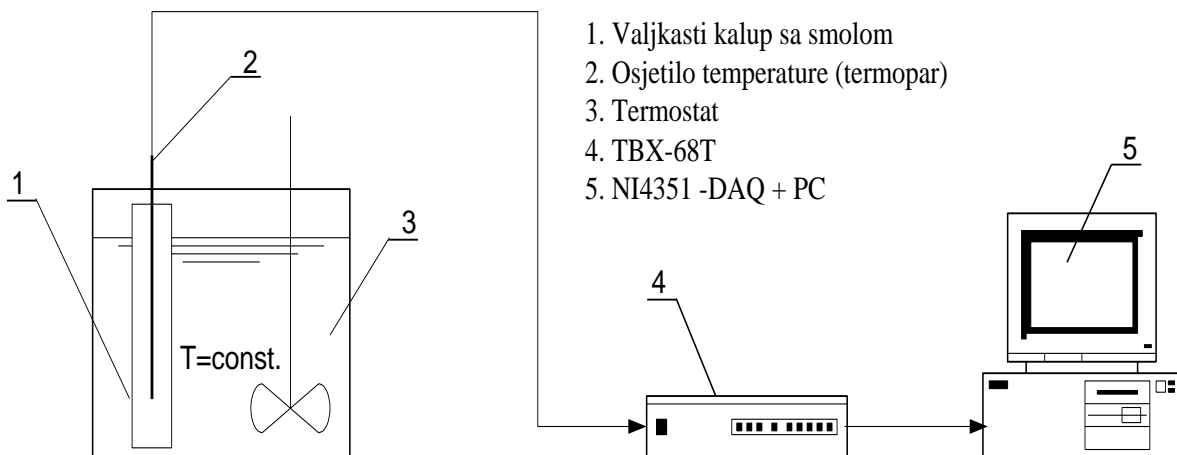 1. Valjkasti kalup sa smolom
2. Osjetilo temperature (termopar)
3. Termostat
4. TBX-68T
5. NI4351 -DAQ + PC
2
1
3
5
4
T=const.